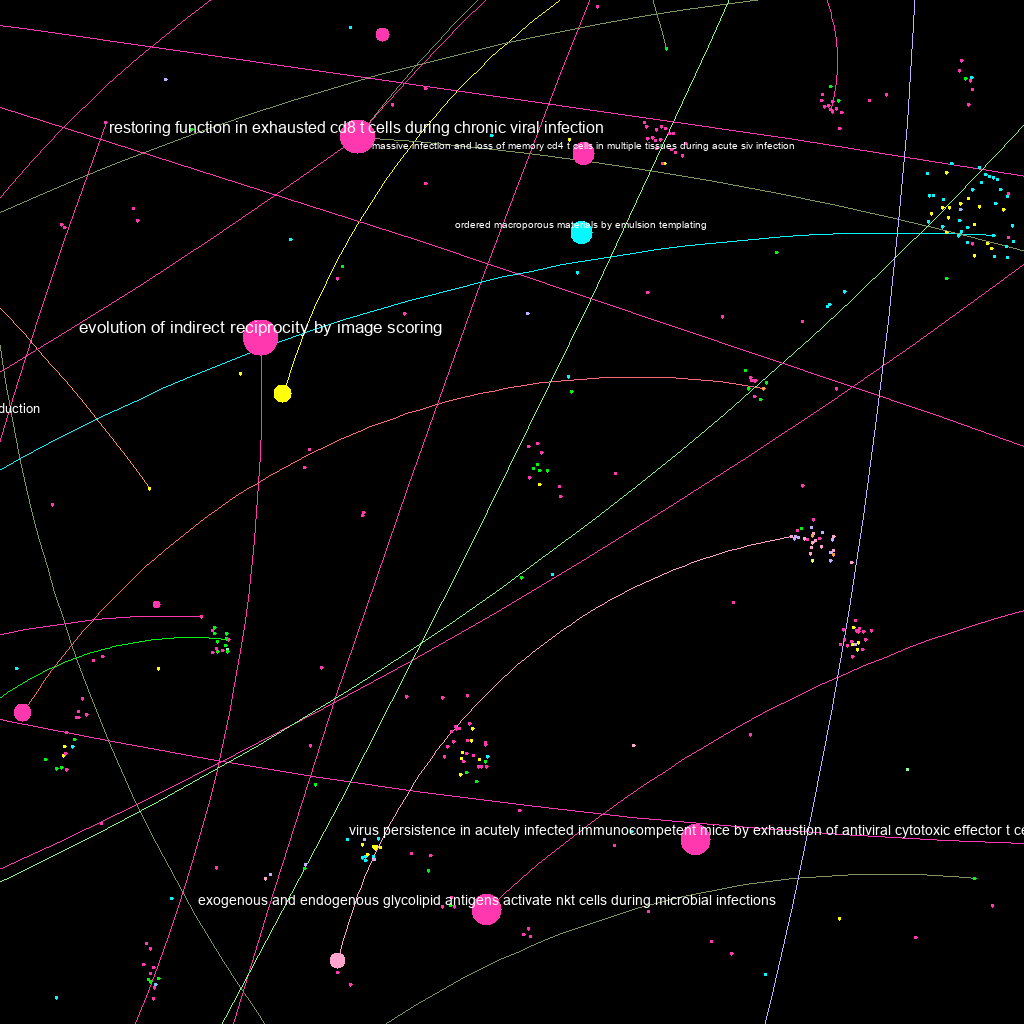 restoring function in exhausted cd8 t cells during chronic viral infection
massive infection and loss of memory cd4 t cells in multiple tissues during acute siv infection
ordered macroporous materials by emulsion templating
evolution of indirect reciprocity by image scoring
duction
virus persistence in acutely infected immunocompetent mice by exhaustion of antiviral cytotoxic effector t ce
exogenous and endogenous glycolipid antigens activate nkt cells during microbial infections